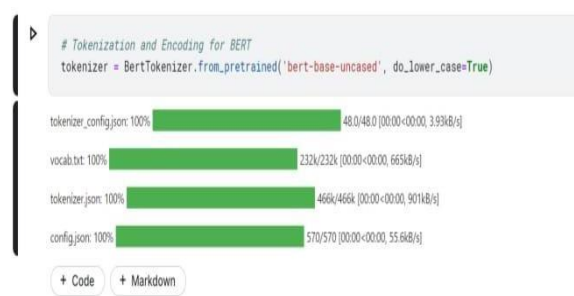 # Tokenization and Encoding for BERT
tokenizer = BertTokenizer.from_pretrained('bert-base-uncased', do_lower_case=True)
tokenizer_config.json: 100% 48.0/48.0 [00:00<00:00, 3.93kB/s]
vocab.txt: 100% 232k/232k [00:00<00:00, 665kB/s]
tokenizer.json: 100% 466k/466k [00:00<00:00, 901kB/s]
config.json: 100% 570/570 [00:00<00:00, 55.6kB/s]
+ Code + Markdown